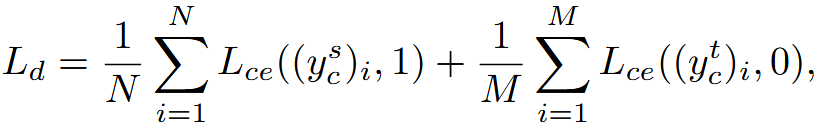 L_d = \frac{1}{N} \sum_{i=1}^{N} L_{ce}((y_c^s)_i, 1) + \frac{1}{M} \sum_{i=1}^{M} L_{ce}((y_c^t)_i, 0),